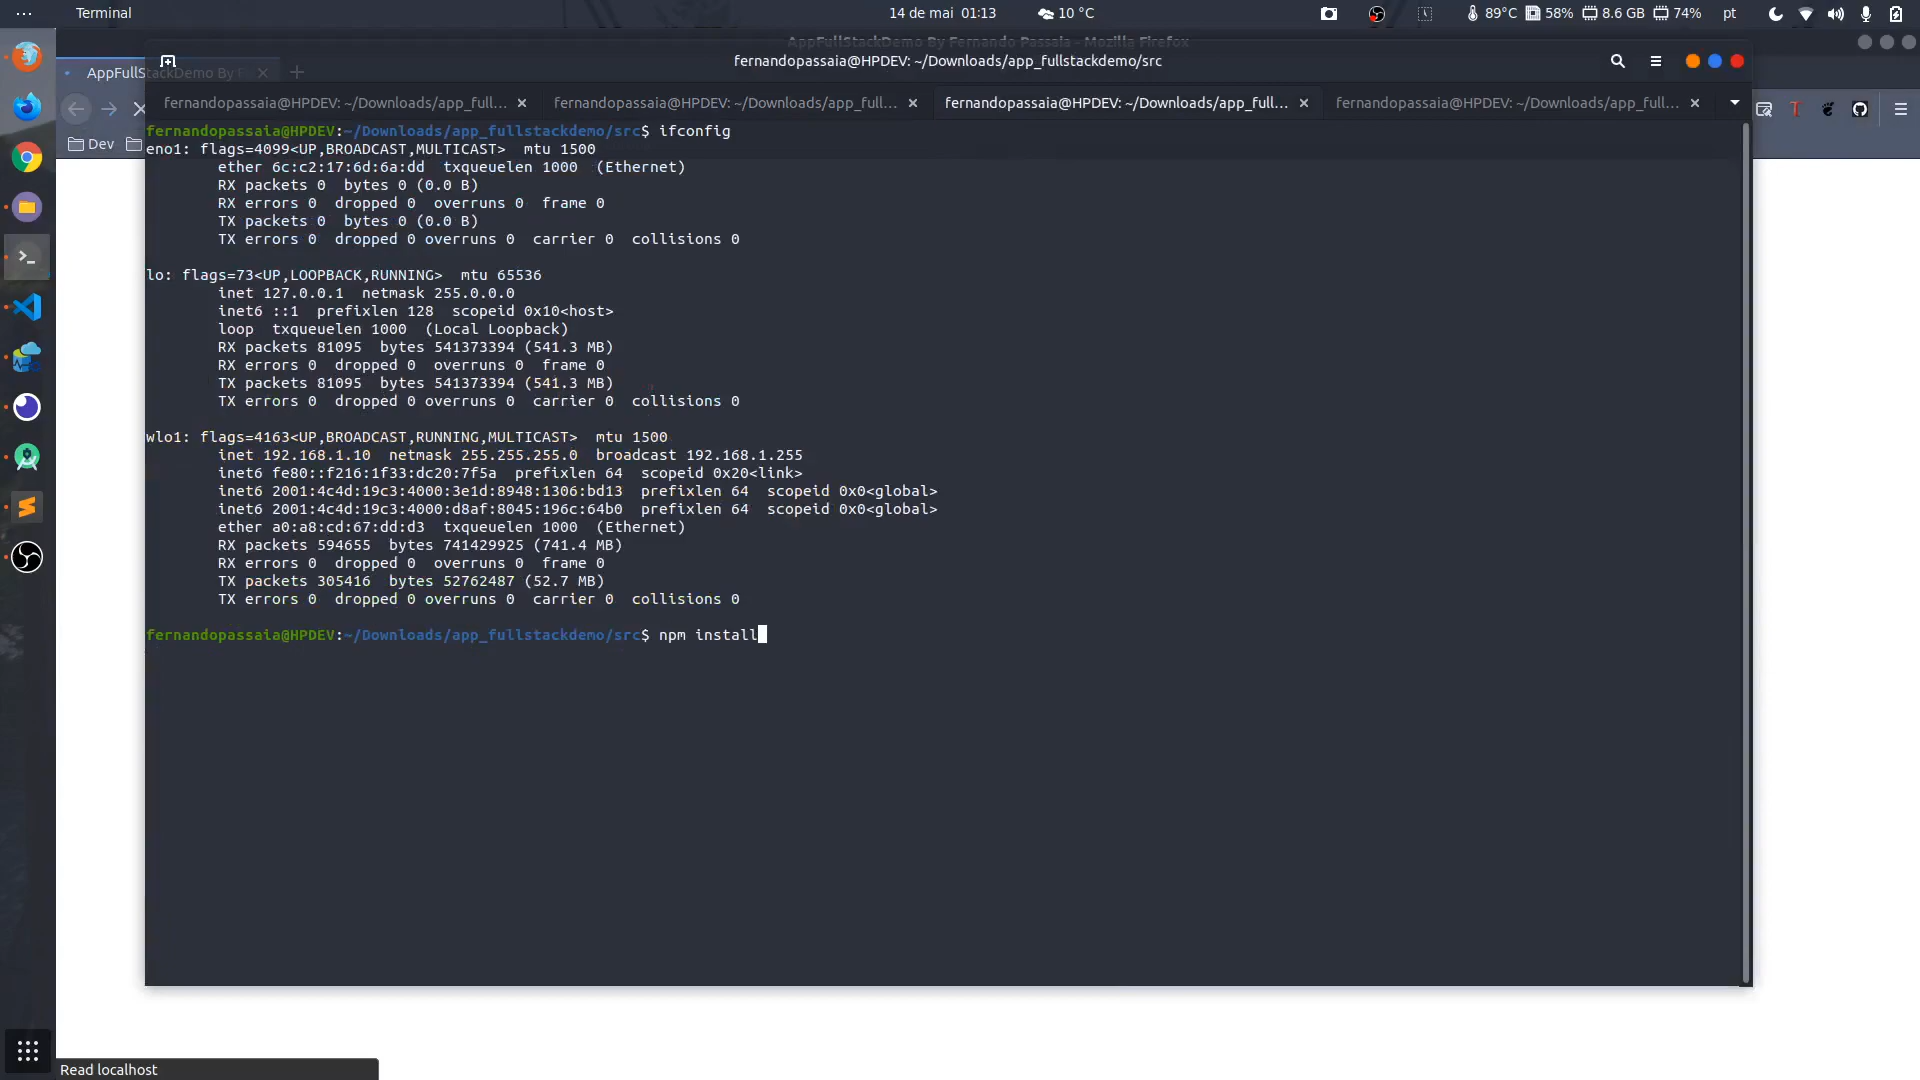 Terminal
14 de mai 01:13
10 °C
89°C 58% 8.6 GB 74% pt
AppFullStackDemo By Fernando Passaia - Mozilla Firefox
fernandopassaia@HPDEV: ~/Downloads/app_fullstackdemo/src
AppFullStackDemo By F
fernandopassaia@HPDEV: ~/Downloads/app_full...
fernandopassaia@HPDEV: ~/Downloads/app_full...
fernandopassaia@HPDEV: ~/Downloads/app_full...
fernandopassaia@HPDEV: ~/Downloads/app_full...
Dev
fernandopassaia@HPDEV:~/Downloads/app_fullstackdemo/src$ ifconfig
eno1: flags=4099<UP,BROADCAST,MULTICAST>  mtu 1500
        ether 6c:c2:17:6d:6a:dd  txqueuelen 1000  (Ethernet)
        RX packets 0  bytes 0 (0.0 B)
        RX errors 0  dropped 0  overruns 0  frame 0
        TX packets 0  bytes 0 (0.0 B)
        TX errors 0  dropped 0 overruns 0  carrier 0  collisions 0
lo: flags=73<UP,LOOPBACK,RUNNING>  mtu 65536
        inet 127.0.0.1  netmask 255.0.0.0
        inet6 ::1  prefixlen 128  scopeid 0x10<host>
        loop  txqueuelen 1000  (Local Loopback)
        RX packets 81095  bytes 541373394 (541.3 MB)
        RX errors 0  dropped 0  overruns 0  frame 0
        TX packets 81095  bytes 541373394 (541.3 MB)
        TX errors 0  dropped 0 overruns 0  carrier 0  collisions 0
wlo1: flags=4163<UP,BROADCAST,RUNNING,MULTICAST>  mtu 1500
        inet 192.168.1.10  netmask 255.255.255.0  broadcast 192.168.1.255
        inet6 fe80::f216:1f33:dc20:7f5a  prefixlen 64  scopeid 0x20<link>
        inet6 2001:4c4d:19c3:4000:3e1d:8948:1306:bd13  prefixlen 64  scopeid 0x0<global>
        inet6 2001:4c4d:19c3:4000:d8af:8045:196c:64b0  prefixlen 64  scopeid 0x0<global>
        ether a0:a8:cd:67:dd:d3  txqueuelen 1000  (Ethernet)
        RX packets 594655  bytes 741429925 (741.4 MB)
        RX errors 0  dropped 0  overruns 0  frame 0
        TX packets 305416  bytes 52762487 (52.7 MB)
        TX errors 0  dropped 0 overruns 0  carrier 0  collisions 0
fernandopassaia@HPDEV:~/Downloads/app_fullstackdemo/src$ npm install
Read localhost